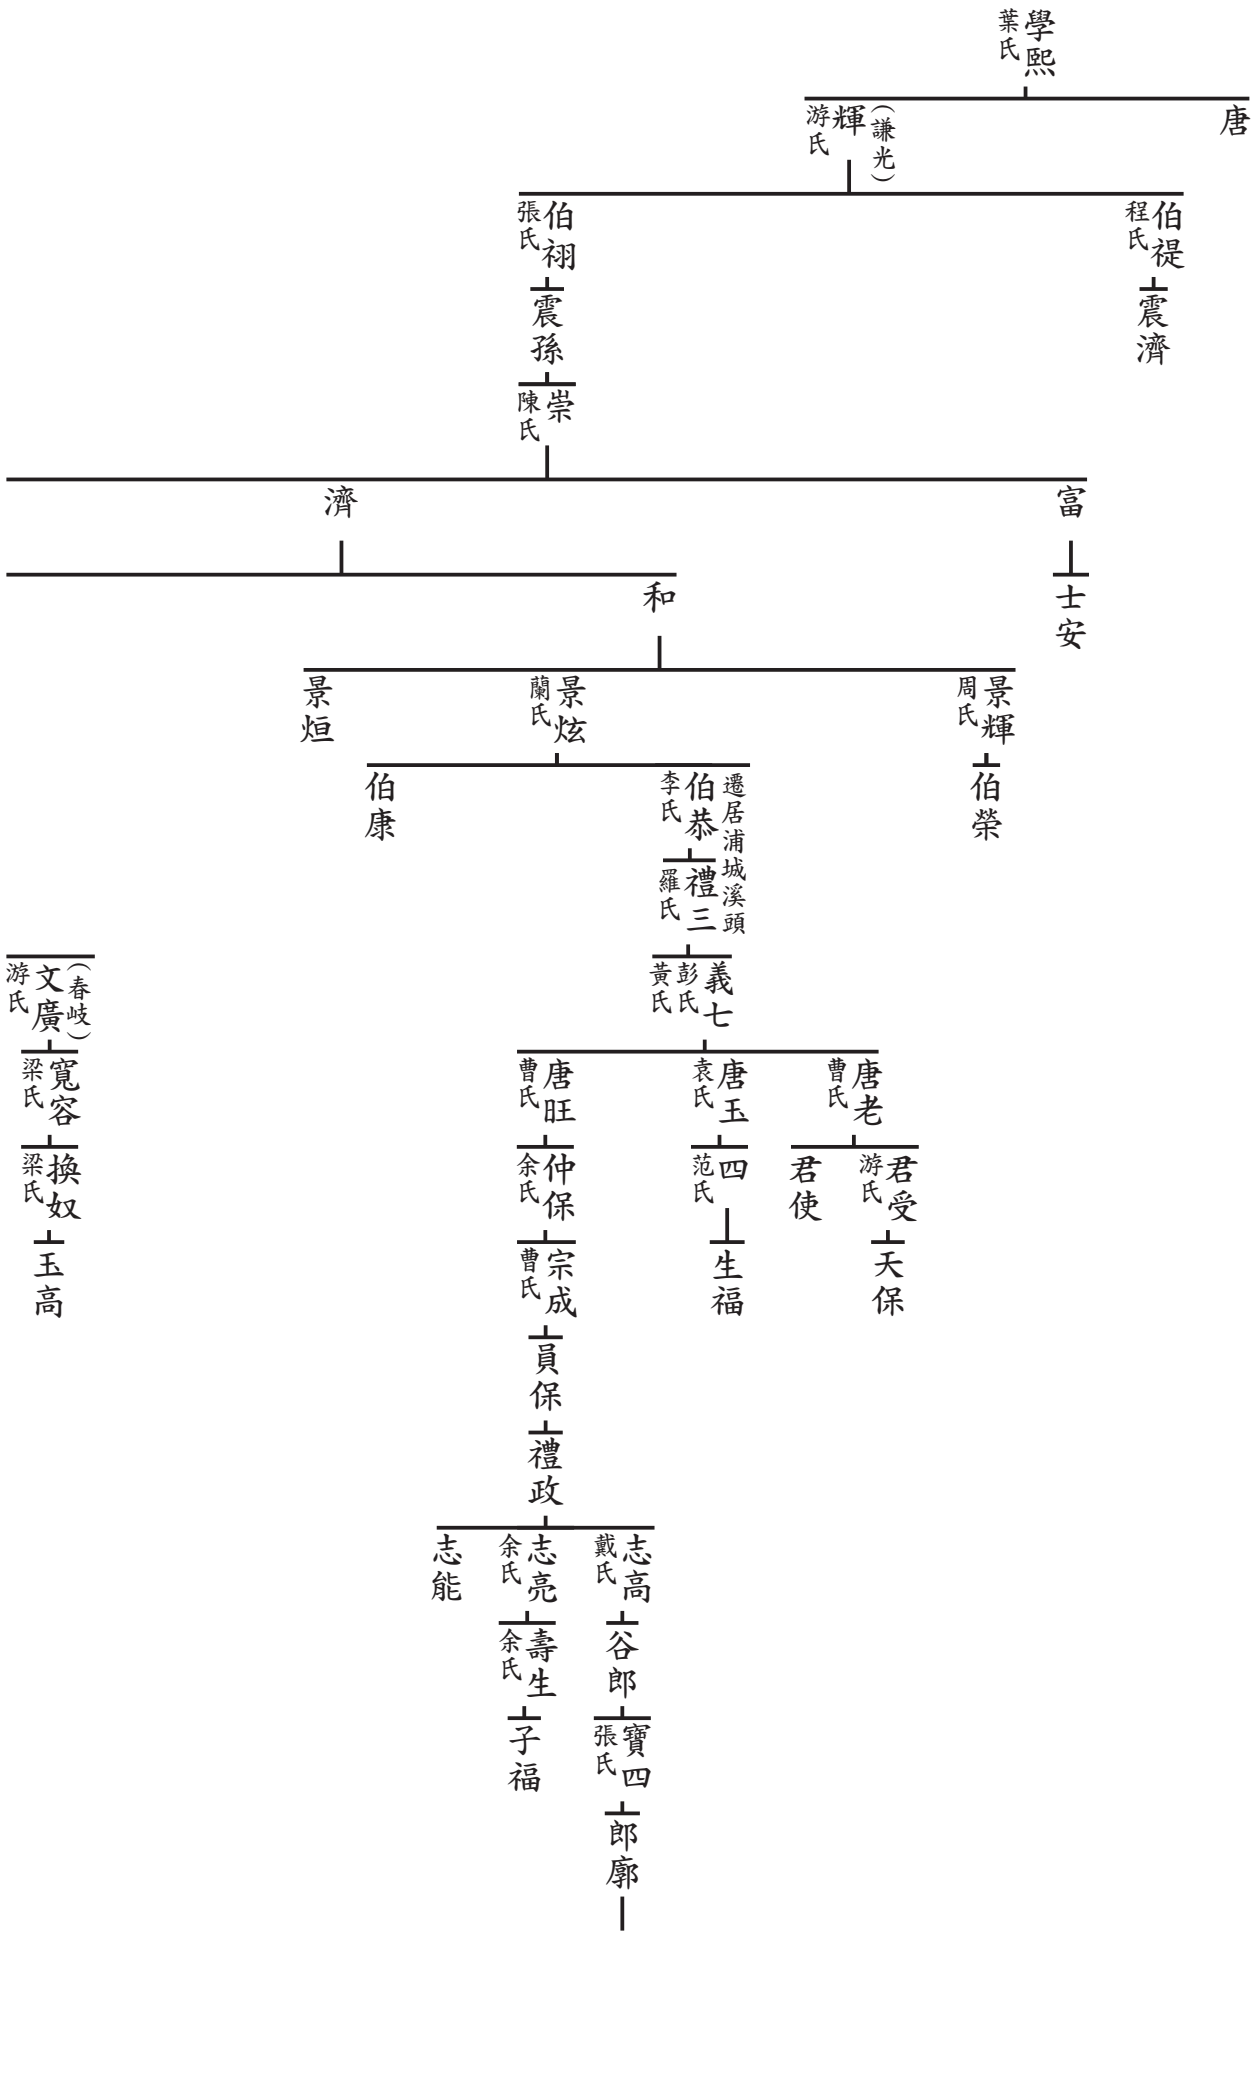 學熙
葉氏
唐
(謙光)
輝
游氏
伯禔
程氏
伯祤
張氏
震濟
震孫
崇
陳氏
富
濟
士安
和
景輝
周氏
景炫
蘭氏
景烜
伯榮
遷居浦城溪頭
伯恭
李氏
伯康
禮三
羅氏
義七
彭氏
黃氏
(春岐)
文廣
游氏
唐老
曹氏
唐玉
袁氏
唐旺
曹氏
寬容
梁氏
君受
游氏
君使
四
范氏
仲保
余氏
換奴
梁氏
天保
生福
宗成
曹氏
玉高
員保
禮政
志高
戴氏
志亮
余氏
志能
谷郎
壽生
余氏
寶四
張氏
子福
郎廓